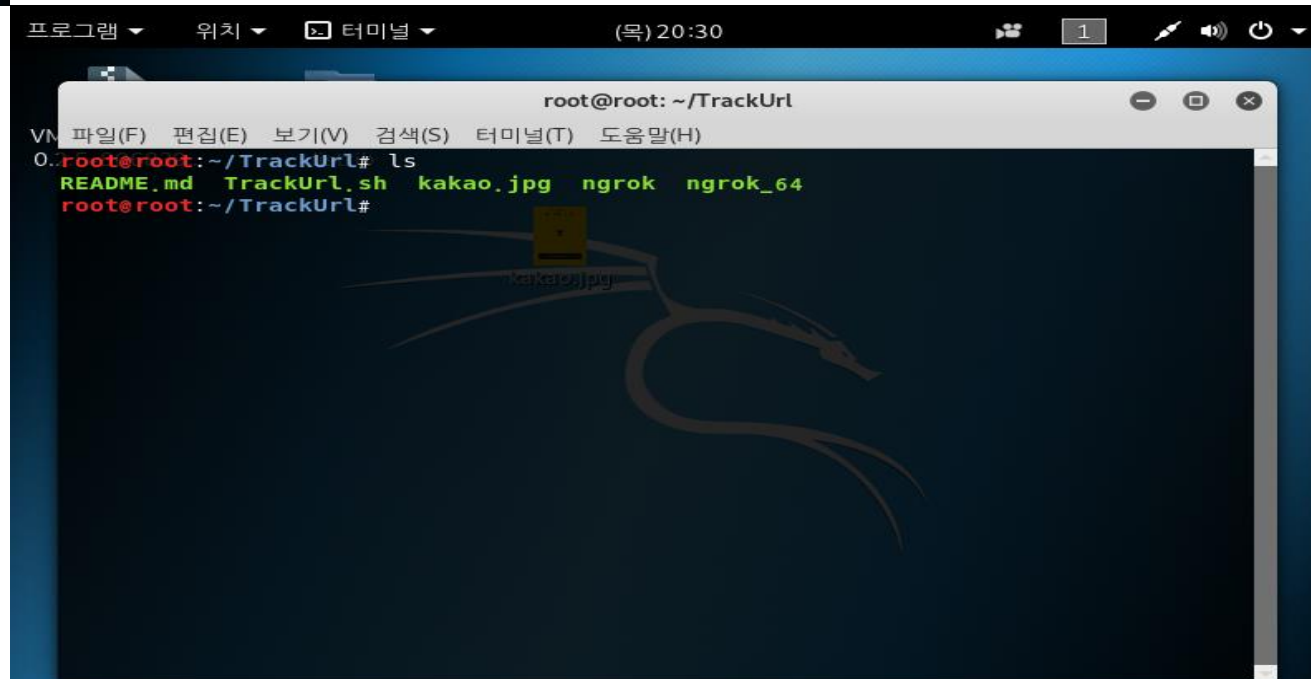 프로그램 위치 터미널 (목) 20:30 1
root@root: ~/TrackUrl
파일(F) 편집(E) 보기(V) 검색(S) 터미널(T) 도움말(H)
VM
root@root:~/TrackUrl# ls
README.md TrackUrl.sh kakao.jpg ngrok ngrok_64
root@root:~/TrackUrl#
kakao.jpg